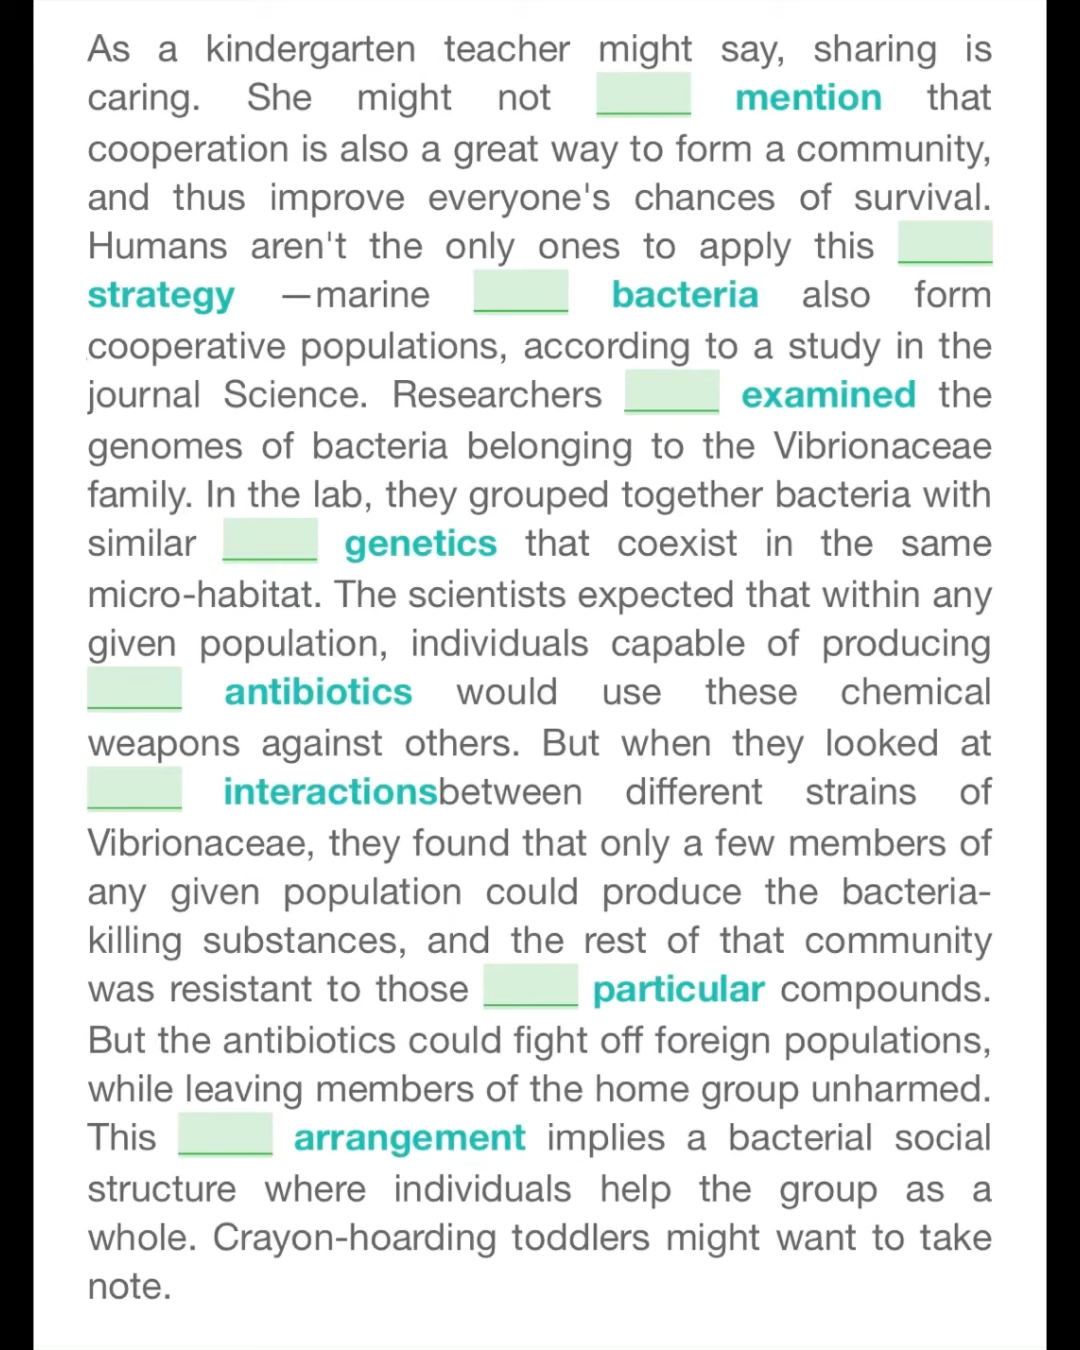 As a kindergarten teacher might say, sharing is
caring. She might not mention that
cooperation is also a great way to form a community,
and thus improve everyone's chances of survival.
Humans aren't the only ones to apply this
strategy —marine bacteria also form
cooperative populations, according to a study in the
journal Science. Researchers examined the
genomes of bacteria belonging to the Vibrionaceae
family. In the lab, they grouped together bacteria with
similar genetics that coexist in the same
micro-habitat. The scientists expected that within any
given population, individuals capable of producing
antibiotics would use these chemical
weapons against others. But when they looked at
interactionsbetween different strains of
Vibrionaceae, they found that only a few members of
any given population could produce the bacteria-
killing substances, and the rest of that community
was resistant to those particular compounds.
But the antibiotics could fight off foreign populations,
while leaving members of the home group unharmed.
This arrangement implies a bacterial social
structure where individuals help the group as a
whole. Crayon-hoarding toddlers might want to take
note.